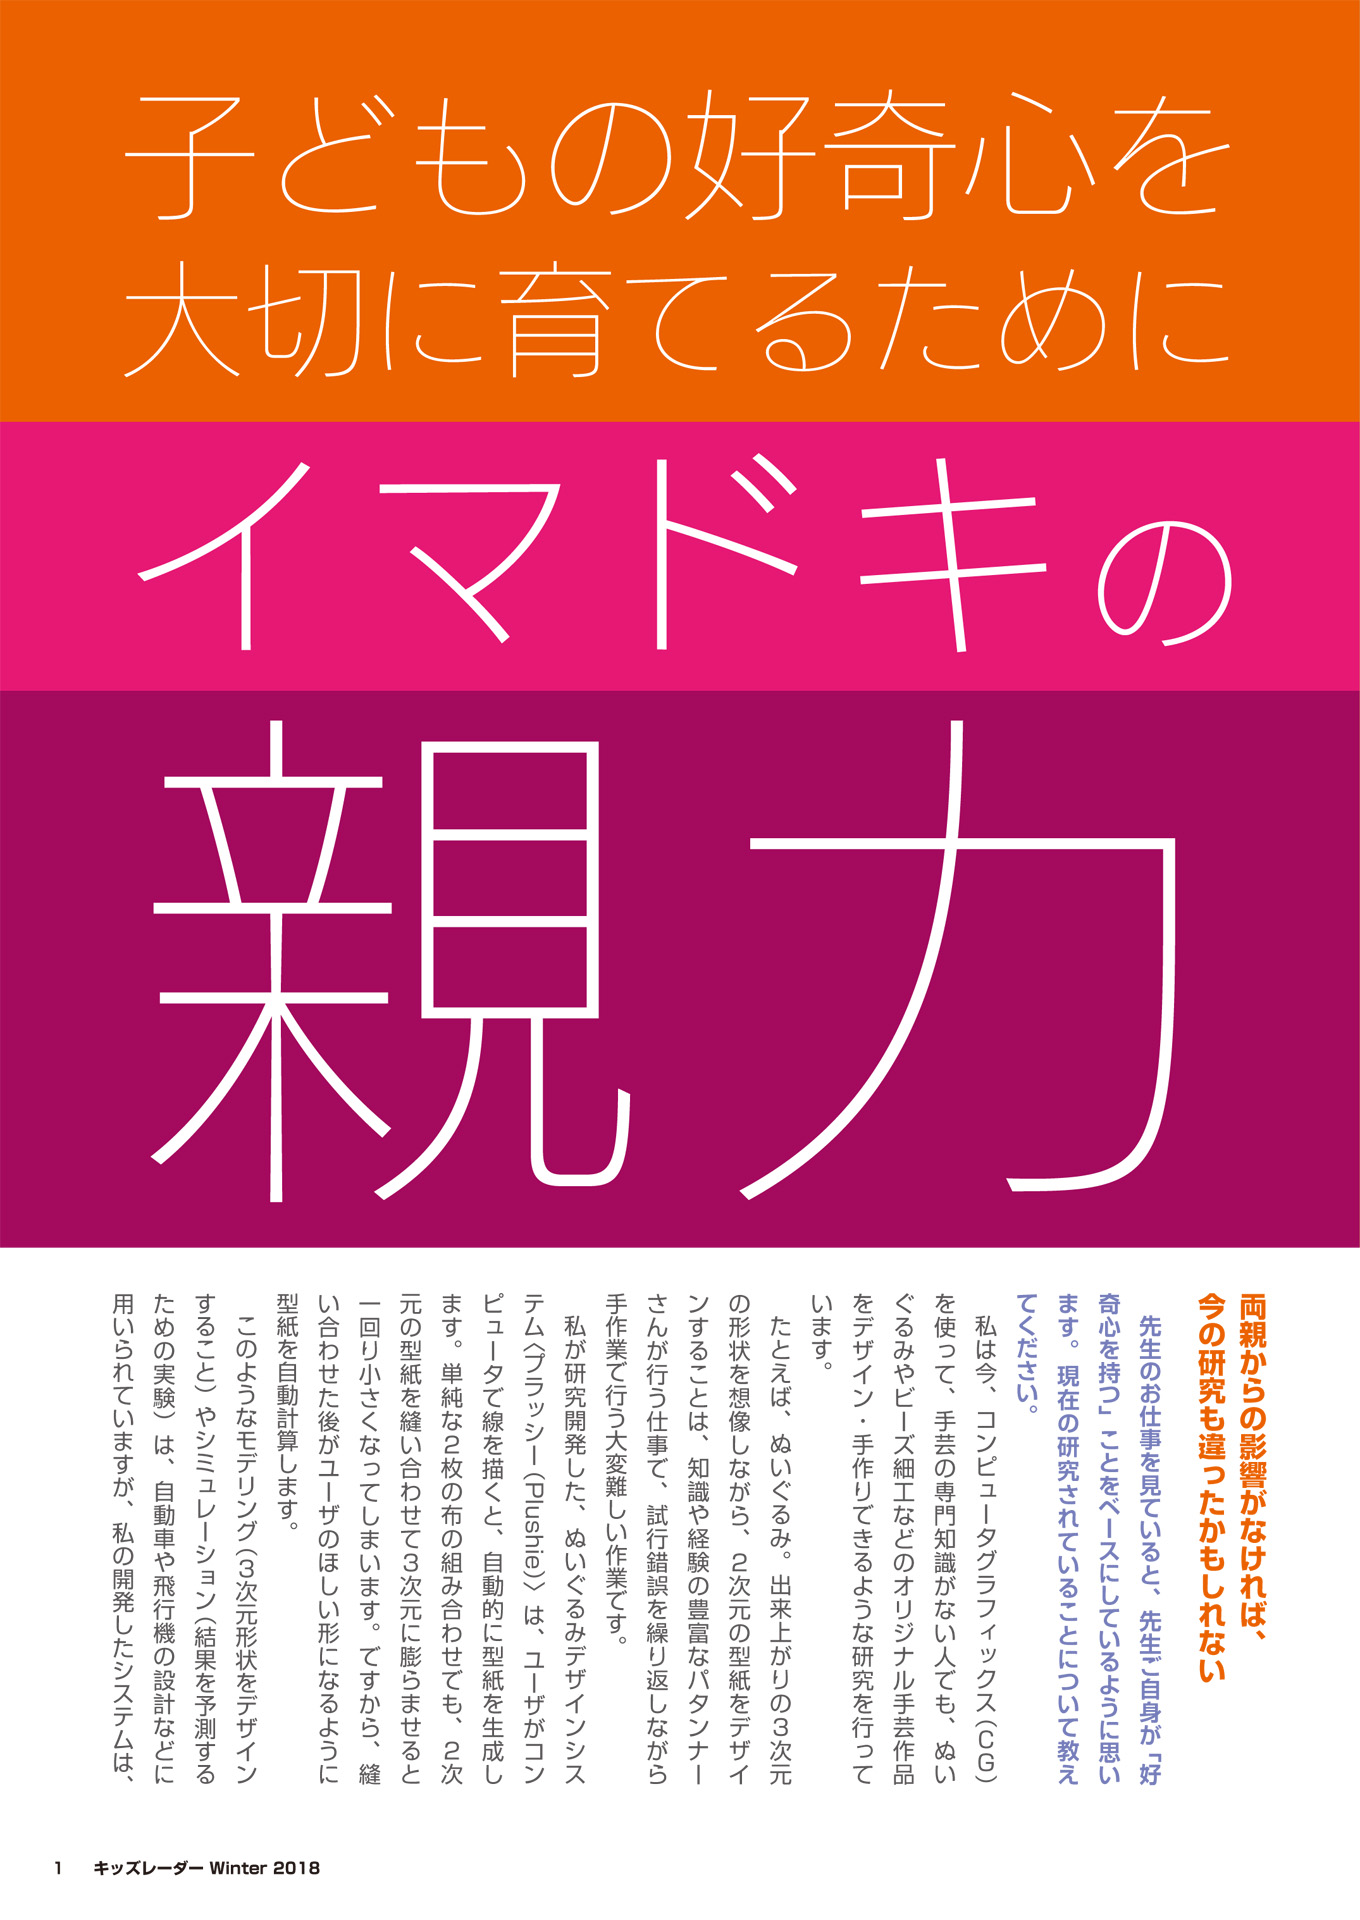 子どもの好奇心を
大切に育てるために
イマドキの
親力
両親からの影響がなければ、
今の研究も違ったかもしれない
先生のお仕事を見ていると、先生ご自身が「好
奇心を持つ」ことをベースにしているように思い
ます。現在の研究されていることについて教え
てください。
私は今、コンピュータグラフィックス(CG)
を使って、手芸の専門知識がない人でも、ぬい
ぐるみやビーズ細工などのオリジナル手芸作品
をデザイン・手作りできるような研究を行って
います。
たとえば、ぬいぐるみ。出来上がりの3次元
の形状を想像しながら、2次元の型紙をデザイ
ンすることは、知識や経験の豊富なパタンナー
さんが行う仕事で、試行錯誤を繰り返しながら
手作業で行う大変難しい作業です。
私が研究開発した、ぬいぐるみデザインシス
テム〈プラッシー(Plushie)〉は、ユーザがコン
ピュータで線を描くと、自動的に型紙を生成し
ます。単純な2枚の布の組み合わせでも、2次
元の型紙を縫い合わせて3次元に膨らませると
一回り小さくなってしまいます。ですから、縫
い合わせた後がユーザのほしい形になるように
型紙を自動計算します。
このようなモデリング(3次元形状をデザイン
すること)やシミュレーション(結果を予測する
ための実験)は、自動車や飛行機の設計などに
用いられていますが、私の開発したシステムは、
1 キッズレーダー Winter 2018